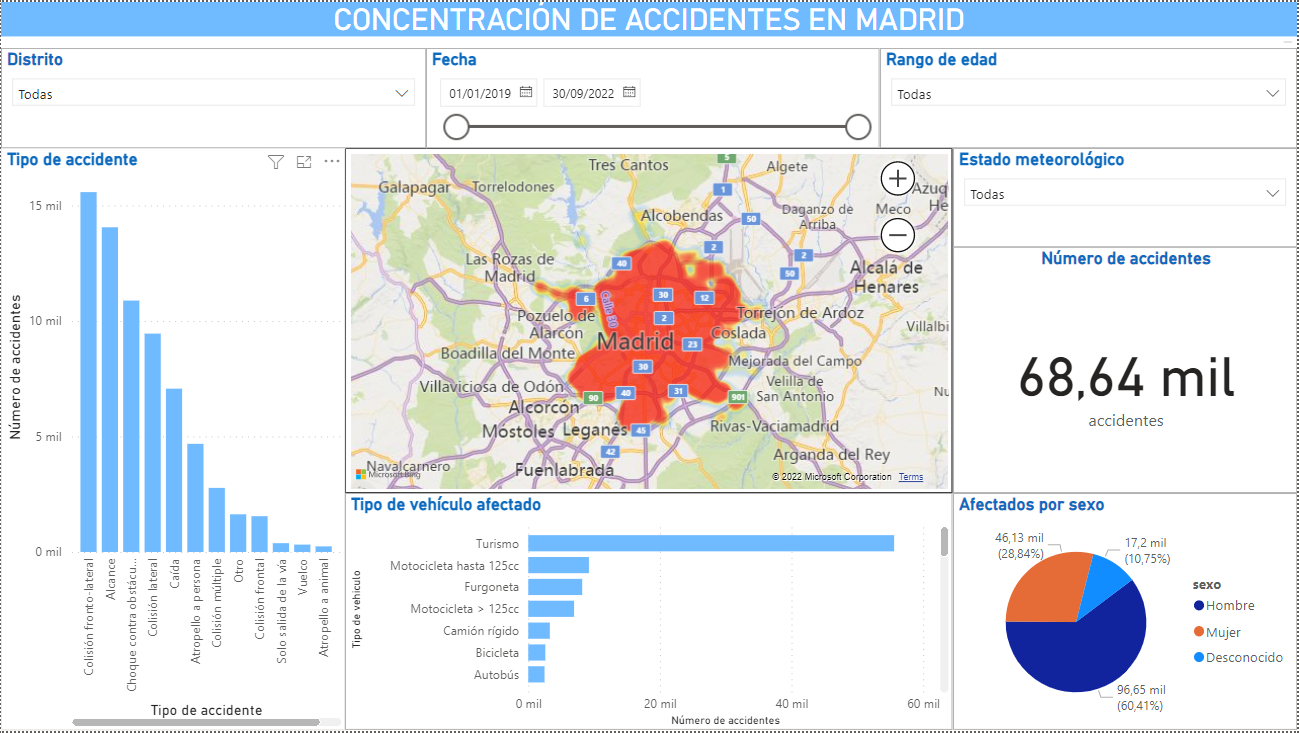 CONCENTRACIÓN DE ACCIDENTES EN MADRID
Distrito
Todas
Fecha
01/01/2019
30/09/2022
Rango de edad
Todas
Tipo de accidente
Número de accidentes
15 mil
10 mil
5 mil
0 mil
Colisión fronto-lateral
Alcance
Choque contra obstácu...
Colisión lateral
Caída
Atropello a persona
Colisión múltiple
Otro
Colisión frontal
Solo salida de la vía
Vuelco
Atropello a animal
Tipo de accidente
Tres Cantos
5
Algete
Galapagar
Torrelodones
1
Azuq
He
Alcobendas
50
Daganzo de
Arriba
Meco
2
2
Las Rozas de
Madrid
40
50
Alcalá de
Henares
6
Calle 30
30
12
Pozuelo de
Alarcón
2
Torrejón de Ardoz
Coslada
Villalbi
Madrid
23
Boadilla del Monte
30
Mejorada del Campo
Villaviciosa de Odón
40
31
Velilla de
San Antonio
Nu
90
901
Alcorcón
Móstoles
Leganés
45
Rivas-Vaciamadrid
42
Arganda del Rey
Navalcarnero
Fuenlabrada
Microsoft Bing
© 2022 Microsoft Corporation
Terms
Estado meteorológico
Todas
Número de accidentes
68,64 mil
accidentes
Tipo de vehículo afectado
Tipo de vehiculo
Turismo
Motocicleta hasta 125cc
Furgoneta
Motocicleta > 125cc
Camión rígido
Bicicleta
Autobús
0 mil
20 mil
40 mil
60 mil
Número de accidentes
Afectados por sexo
46,13 mil
(28,84%)
17,2 mil
(10,75%)
96,65 mil
(60,41%)
sexo
Hombre
Mujer
Desconocido